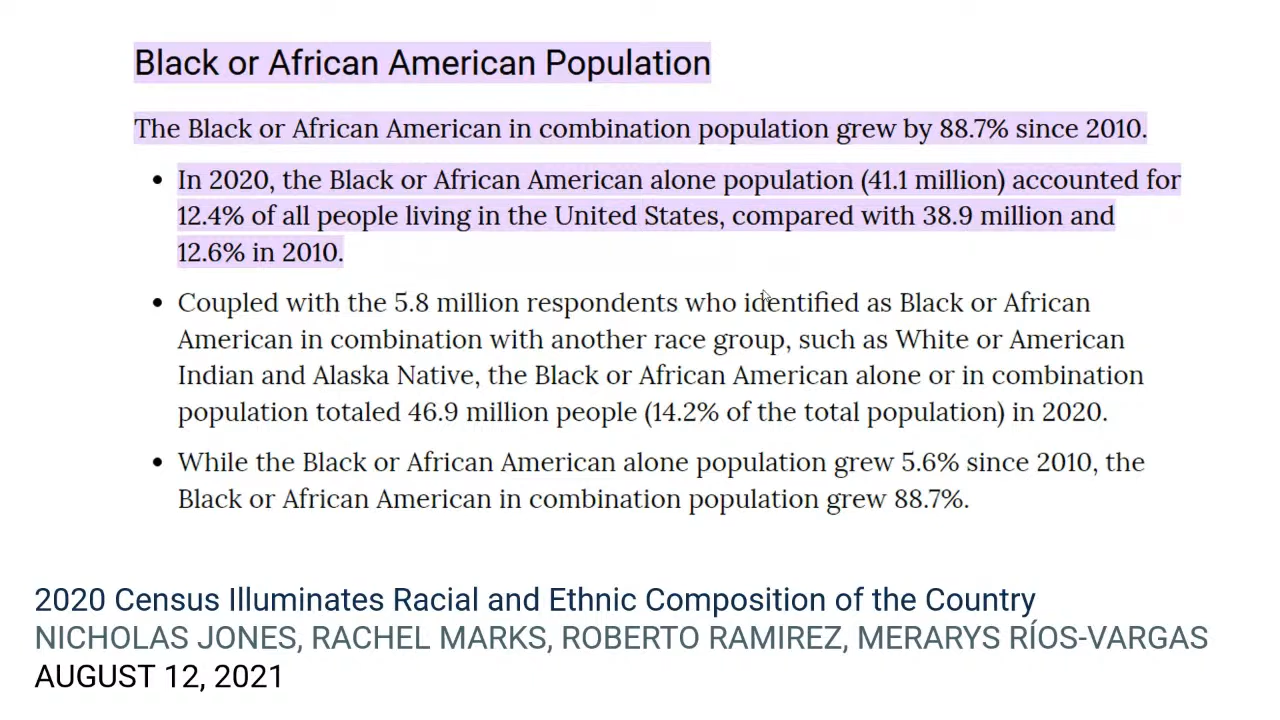 Black or African American Population
The Black or African American in combination population grew by 88.7% since 2010.
• In 2020, the Black or African American alone population (41.1 million) accounted for
12.4% of all people living in the United States, compared with 38.9 million and
12.6% in 2010.
• Coupled with the 5.8 million respondents who identified as Black or African
American in combination with another race group, such as White or American
Indian and Alaska Native, the Black or African American alone or in combination
population totaled 46.9 million people (14.2% of the total population) in 2020.
• While the Black or African American alone population grew 5.6% since 2010, the
Black or African American in combination population grew 88.7%.
2020 Census Illuminates Racial and Ethnic Composition of the Country
NICHOLAS JONES, RACHEL MARKS, ROBERTO RAMIREZ, MERARYS RÍOS-VARGAS
AUGUST 12, 2021